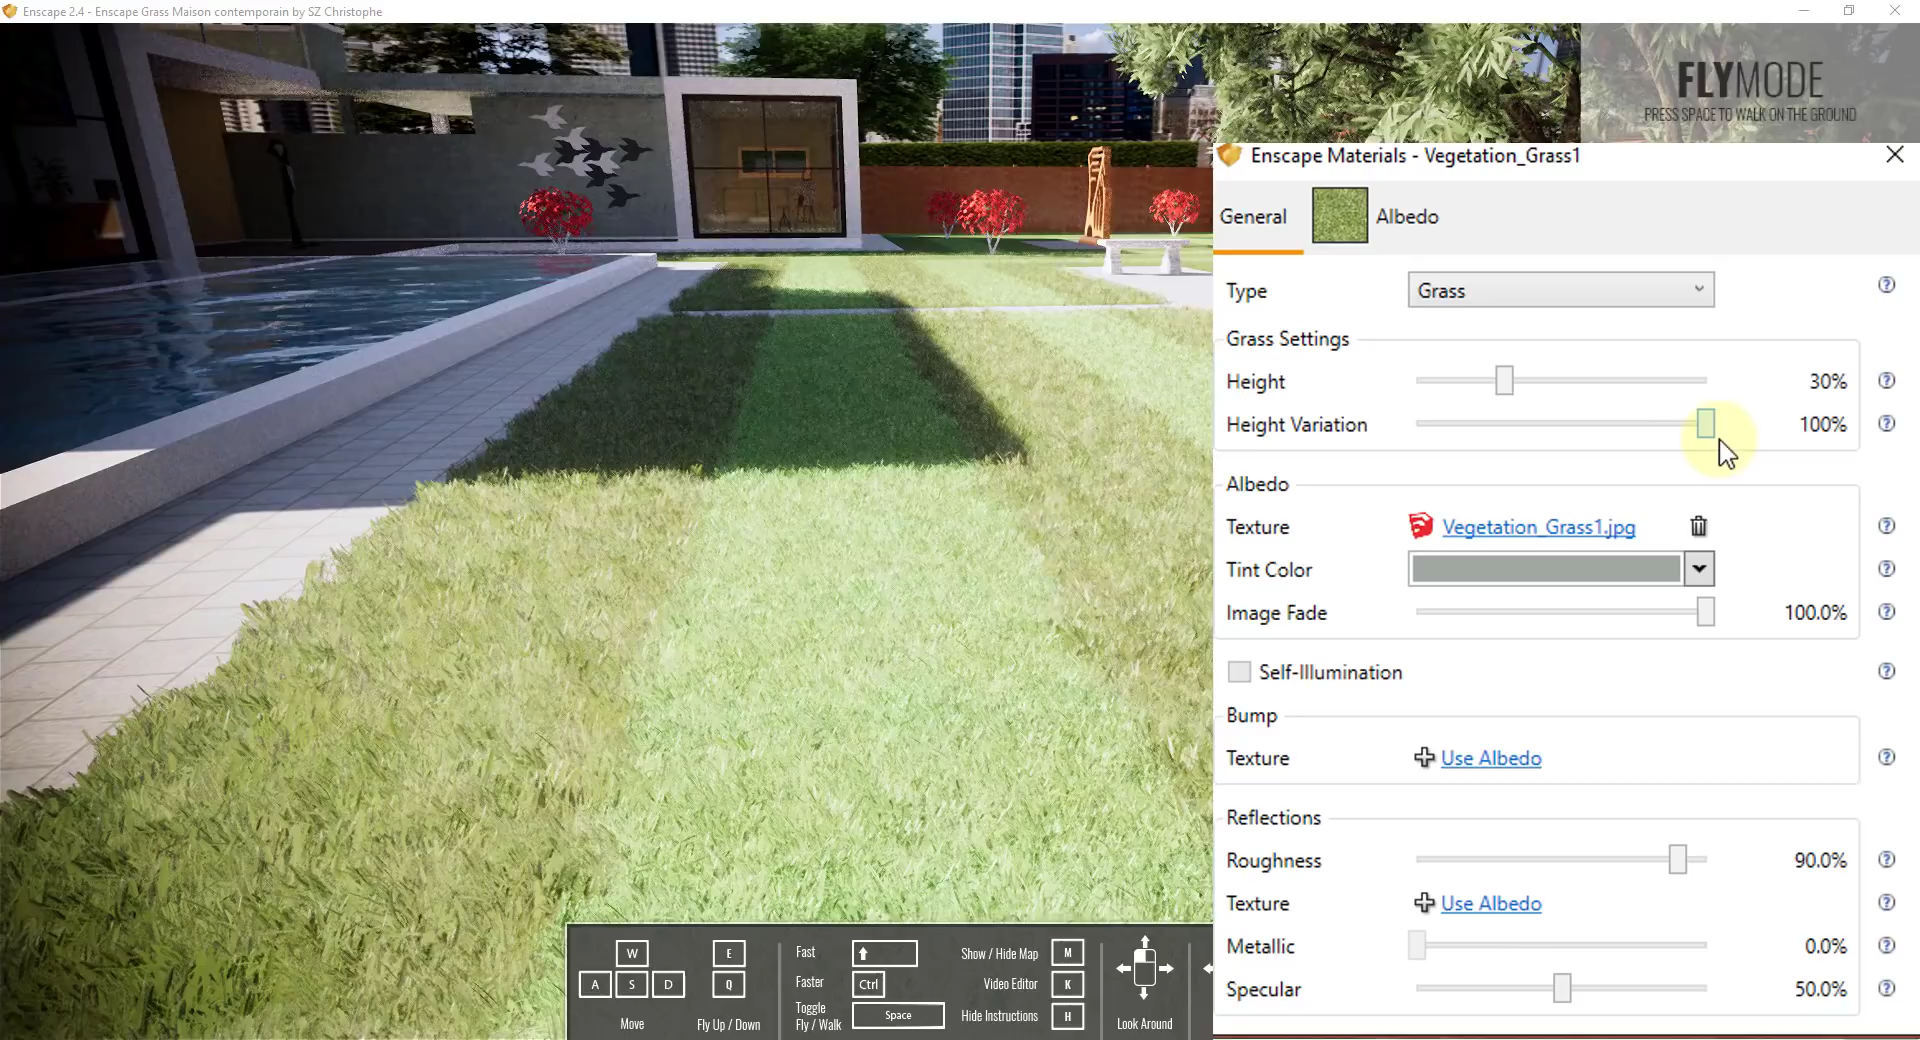 Enscape 2.4 - Enscape Grass Maison contemporain by SZ Christophe
FLYMODE
PRESS SPACE TO WALK ON THE GROUND
Enscape Materials - Vegetation_Grass1
General
Albedo
Type
Grass
Grass Settings
Height
30%
Height Variation
100%
Albedo
Texture
Vegetation_Grass1.jpg
Tint Color
Image Fade
100.0%
Self-Illumination
Bump
Texture
Use Albedo
Reflections
Roughness
90.0%
Texture
Use Albedo
Metallic
0.0%
Specular
50.0%
W
A S D
Move
E
Q
Fly Up / Down
Fast
Faster
Ctrl
Toggle
Fly / Walk
Space
Show / Hide Map
M
Video Editor
K
Hide Instructions
H
Look Around